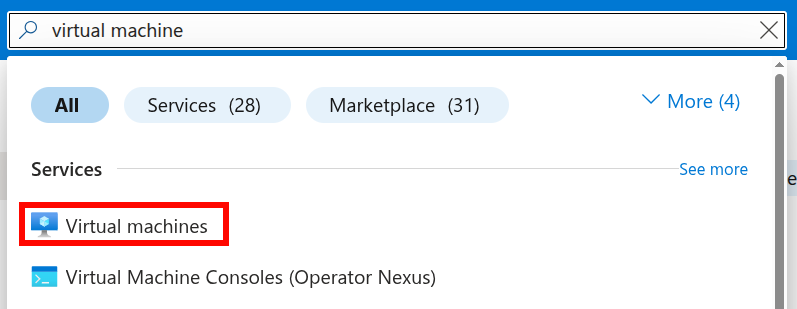 virtual machine
All Services (28) Marketplace (31) More (4)
Services See more
Virtual machines
Virtual Machine Consoles (Operator Nexus)